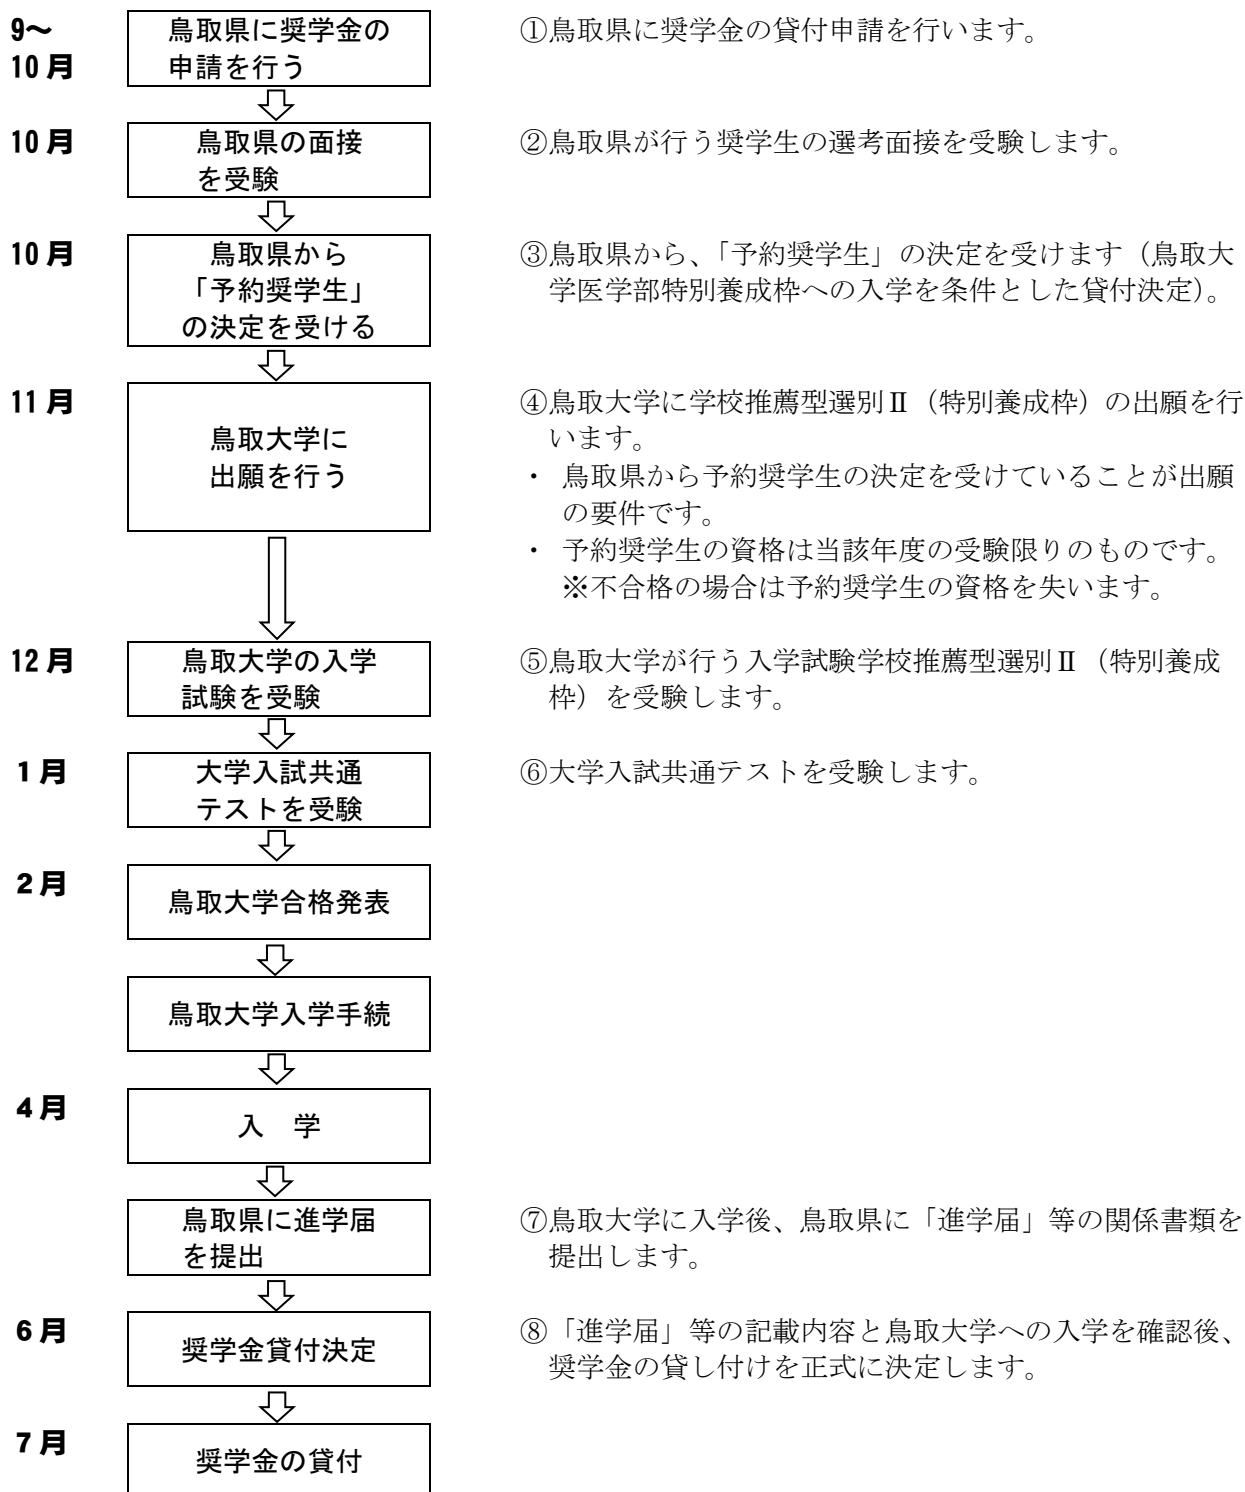 9～
10月
鳥取県に奨学金の
申請を行う
①鳥取県に奨学金の貸付申請を行います。
10月
鳥取県の面接
を受験
②鳥取県が行う奨学生の選考面接を受験します。
10月
鳥取県から
「予約奨学生」
の決定を受ける
③鳥取県から、「予約奨学生」の決定を受けます（鳥取大
学医学部特別養成枠への入学を条件とした貸付決定）。
11月
鳥取大学に
出願を行う
④鳥取大学に学校推薦型選別Ⅱ（特別養成枠）の出願を行
います。
・ 鳥取県から予約奨学生の決定を受けていることが出願
の要件です。
・ 予約奨学生の資格は当該年度の受験限りのものです。
※不合格の場合は予約奨学生の資格を失います。
12月
鳥取大学の入学
試験を受験
⑤鳥取大学が行う入学試験学校推薦型選別Ⅱ（特別養成
枠）を受験します。
1月
大学入試共通
テストを受験
⑥大学入試共通テストを受験します。
2月
鳥取大学合格発表
鳥取大学入学手続
4月
入　学
鳥取県に進学届
を提出
⑦鳥取大学に入学後、鳥取県に「進学届」等の関係書類を
提出します。
6月
奨学金貸付決定
⑧「進学届」等の記載内容と鳥取大学への入学を確認後、
奨学金の貸し付けを正式に決定します。
7月
奨学金の貸付